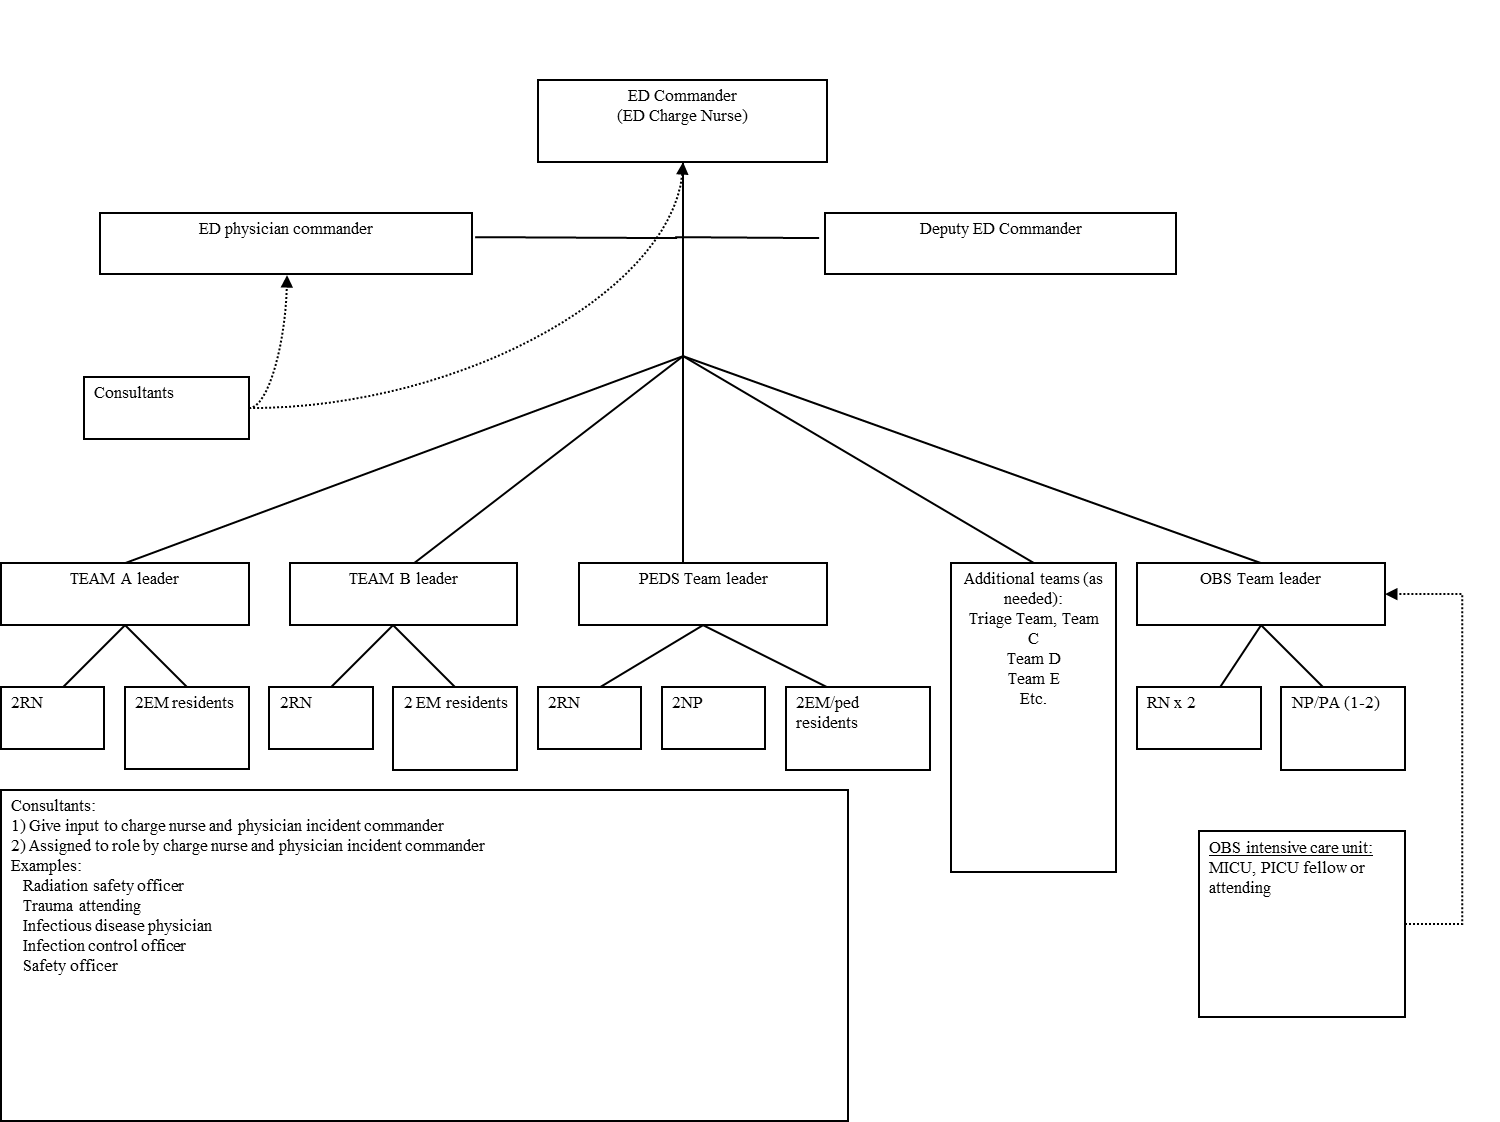 ED Commander
(ED Charge Nurse)
ED physician commander
Deputy ED Commander
Consultants
TEAM A leader
TEAM B leader
PEDS Team leader
Additional teams (as
needed):
Triage Team, Team
C
Team D
Team E
Etc.
OBS Team leader
2RN
2EM residents
2RN
2 EM residents
2RN
2NP
2EM/ped
residents
RN x 2
NP/PA (1-2)
Consultants:
1) Give input to charge nurse and physician incident commander
2) Assigned to role by charge nurse and physician incident commander
Examples:
Radiation safety officer
Trauma attending
Infectious disease physician
Infection control officer
Safety officer
OBS intensive care unit:
MICU, PICU fellow or
attending